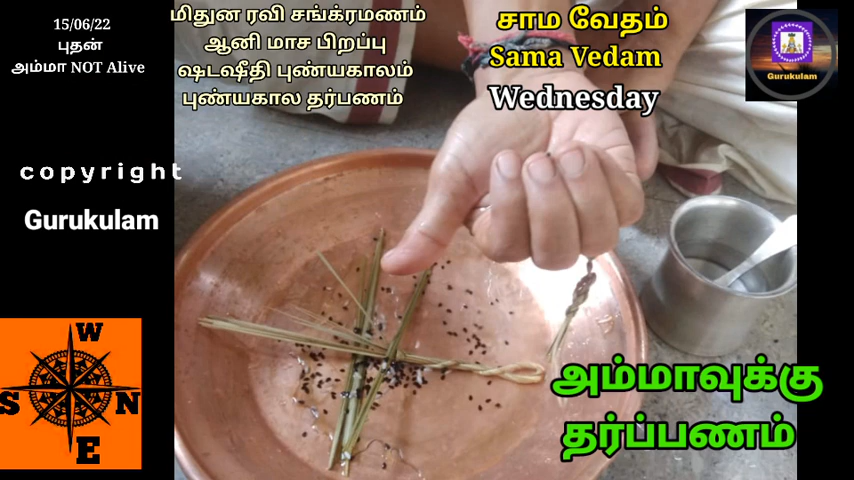 15/06/22
புதன்
அம்மா NOT Alive
மிதுன ரவி சங்க்ரமணம்
ஆனி மாச பிறப்பு
ஷடஷீதி புண்யகாலம்
புண்யகால தர்பணம்
சாம வேதம்
Sama Vedam
Wednesday
Gurukulam
copyright
Gurukulam
W
S N
E
அம்மாவுக்கு
தர்ப்பணம்